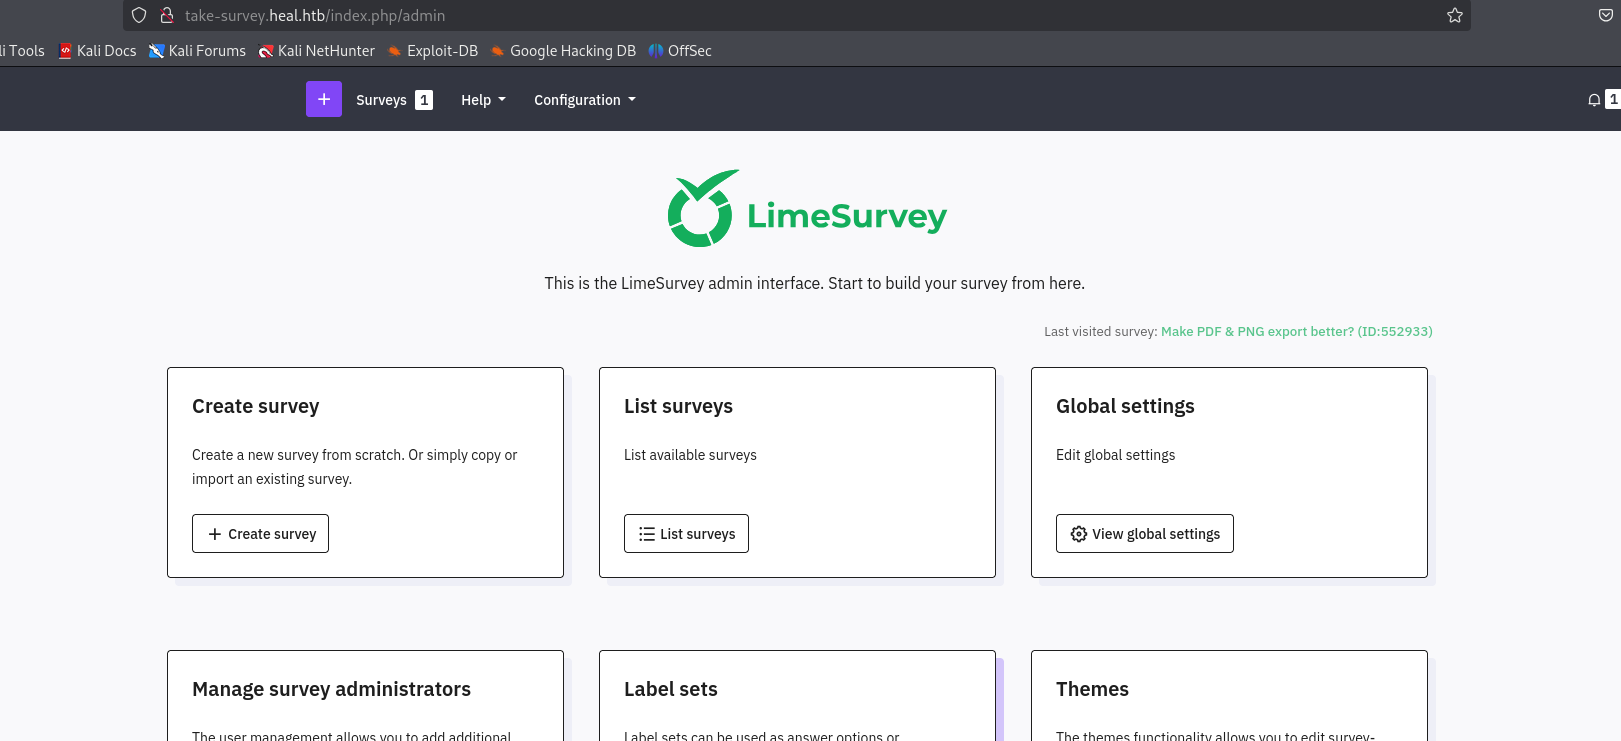 take-survey.heal.htb/index.php/admin
li Tools Kali Docs Kali Forums Kali NetHunter Exploit-DB Google Hacking DB OffSec
+ Surveys 1 Help Configuration 1
LimeSurvey
This is the LimeSurvey admin interface. Start to build your survey from here.
Last visited survey: Make PDF & PNG export better? (ID:552933)
Create survey
Create a new survey from scratch. Or simply copy or
import an existing survey.
+ Create survey
List surveys
List available surveys
List surveys
Global settings
Edit global settings
View global settings
Manage survey administrators
The user management allows you to add additional
Label sets
Label sets can be used as answer options or
Themes
The themes functionality allows you to edit survey-